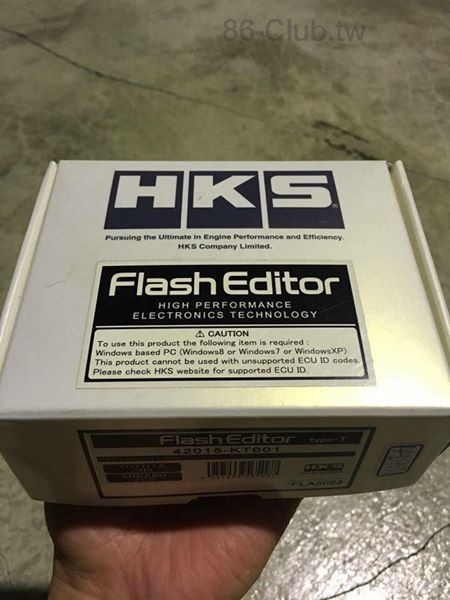 86-Club.tw
HKS
Pursuing the Ultimate in Engine Performance and Efficiency.
HKS Company Limited.
Flash Editor
HIGH PERFORMANCE
ELECTRONICS TECHNOLOGY
⚠ CAUTION
To use this product the following item is required :
Windows based PC (Windows8 or Windows7 or WindowsXP)
This product cannot be used with unsupported ECU ID codes.
Please check HKS website for supported ECU ID.
Flash Editor type-T
42015-KT001
TOYOTA
SUBARU
HKS
FLA5023